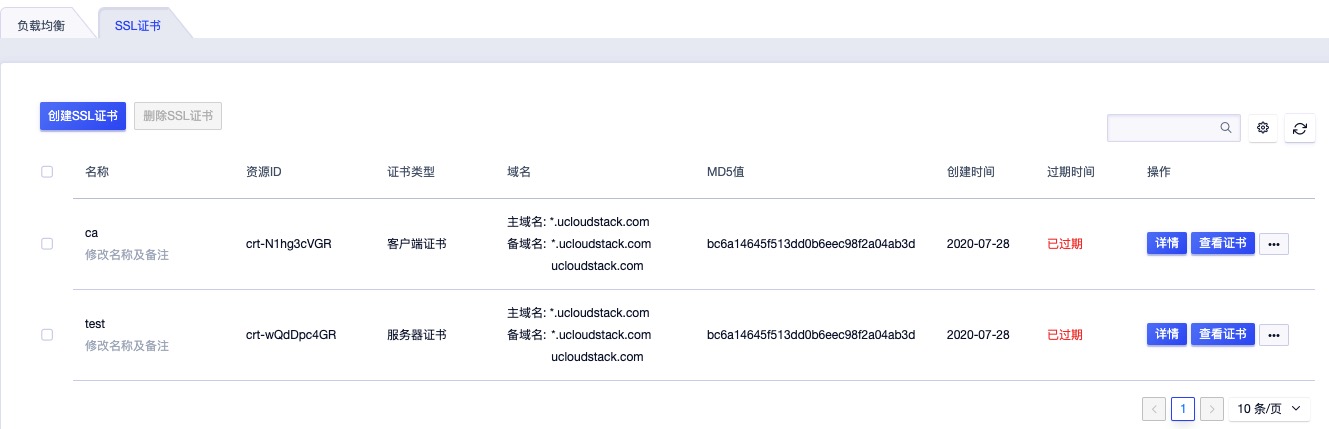 负载均衡 SSL证书
创建SSL证书 删除SSL证书
名称 资源ID 证书类型 域名 MD5值 创建时间 过期时间 操作
ca
修改名称及备注
crt-N1hg3cVGR
客户端证书
主域名: *.ucloudstack.com
备域名: *.ucloudstack.com
ucloudstack.com
bc6a14645f513dd0b6eec98f2a04ab3d
2020-07-28
已过期
详情 查看证书 •••
test
修改名称及备注
crt-wQdDpc4GR
服务器证书
主域名: *.ucloudstack.com
备域名: *.ucloudstack.com
ucloudstack.com
bc6a14645f513dd0b6eec98f2a04ab3d
2020-07-28
已过期
详情 查看证书 •••
< 1 > 10 条/页